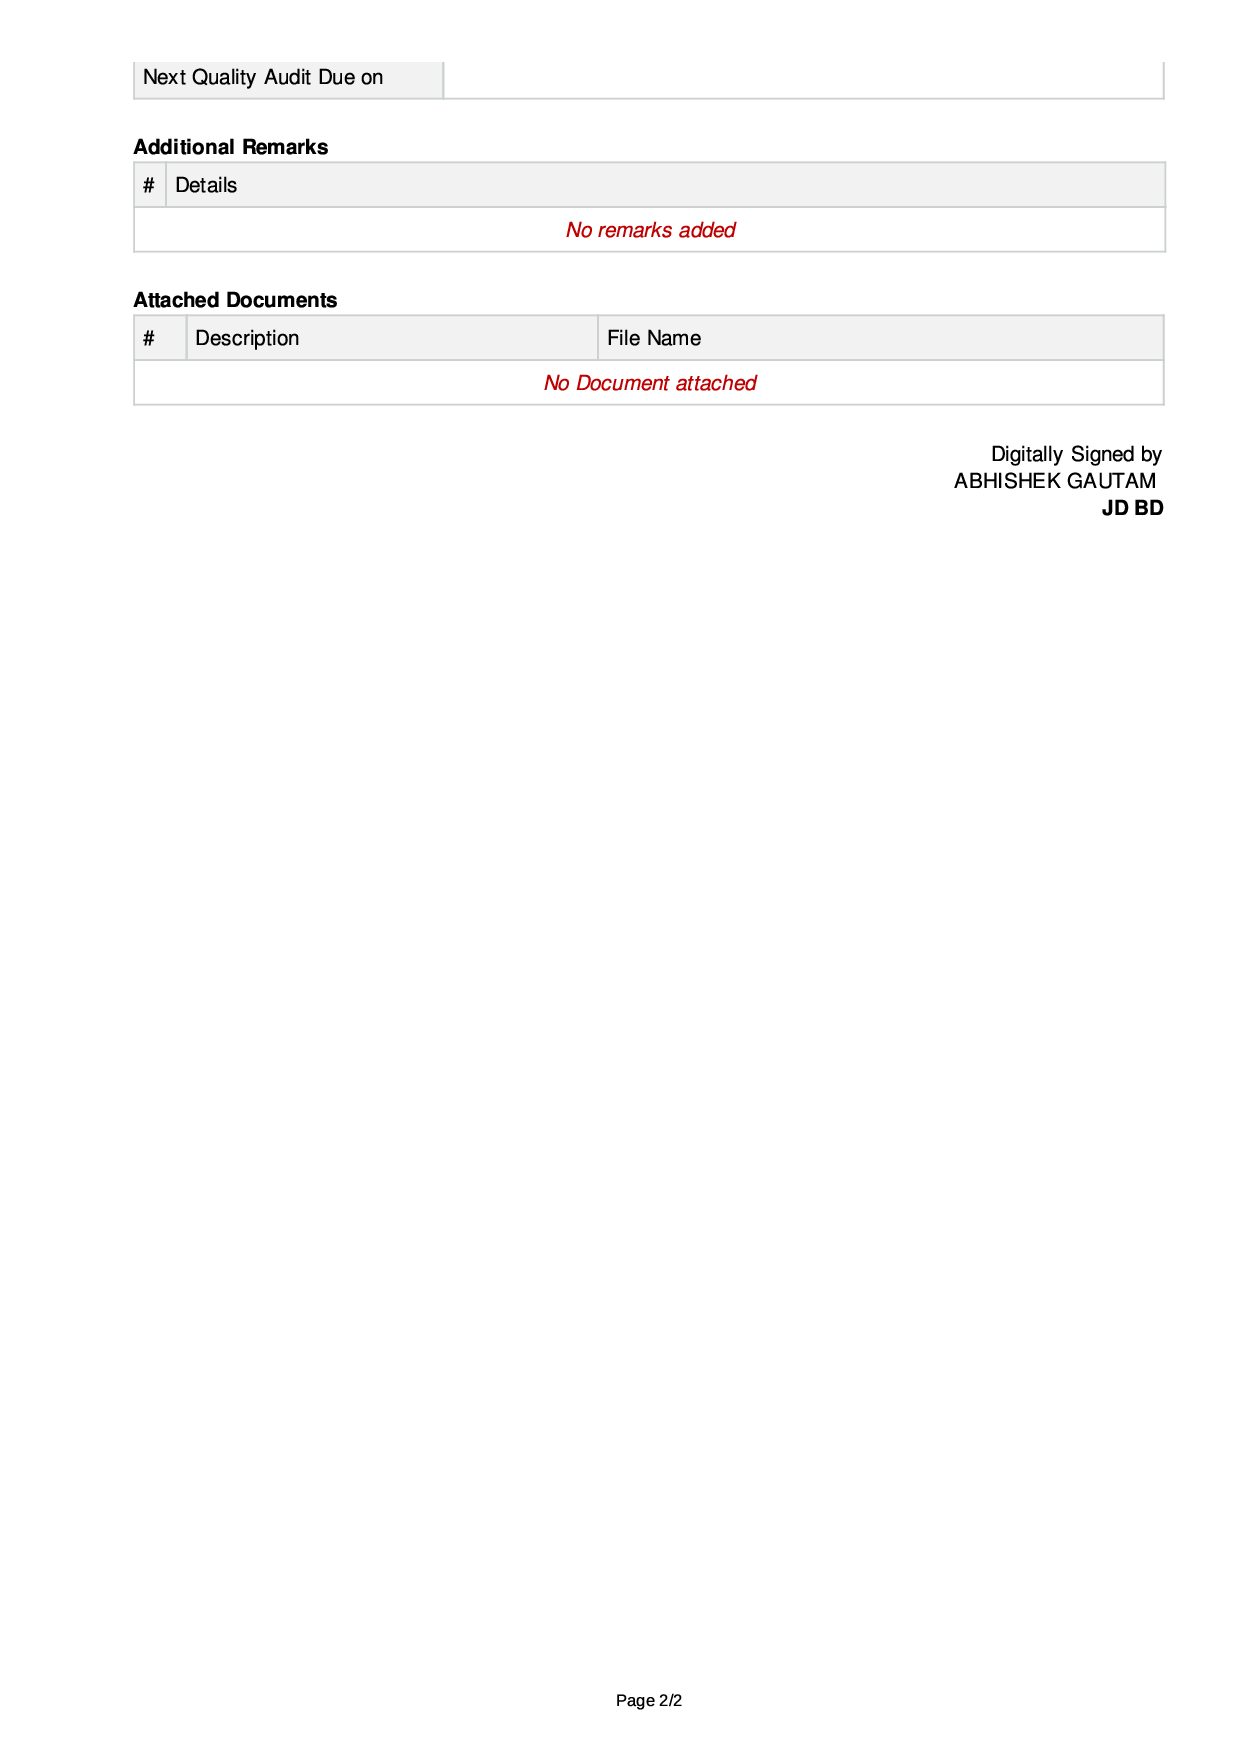 Next Quality Audit Due on
Additional Remarks
# Details
No remarks added
Attached Documents
# Description File Name
No Document attached
Digitally Signed by
ABHISHEK GAUTAM
JD BD
Page 2/2